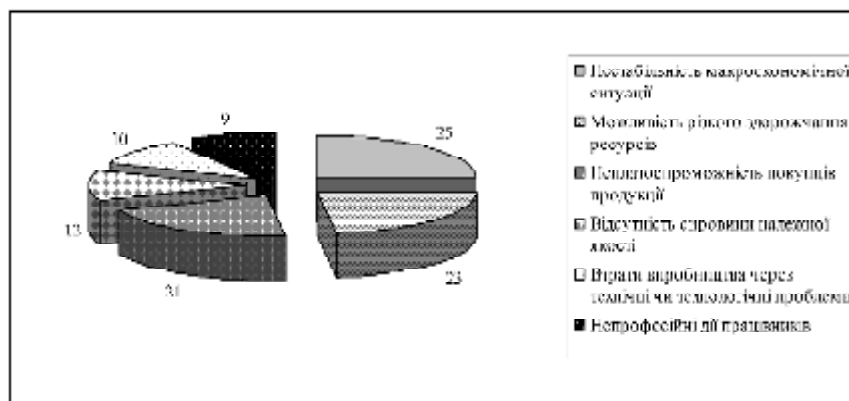 9
10
25
13
23
31
Нестабільність макроекономічної
ситуації
Можливість різкого здорожчання
ресурсів
Неплатоспроможність покупців
продукції
Відсутність сировини належної
якості
Втрати виробництва через
технічні чи технологічні проблеми
Непрофесійні дії працівників